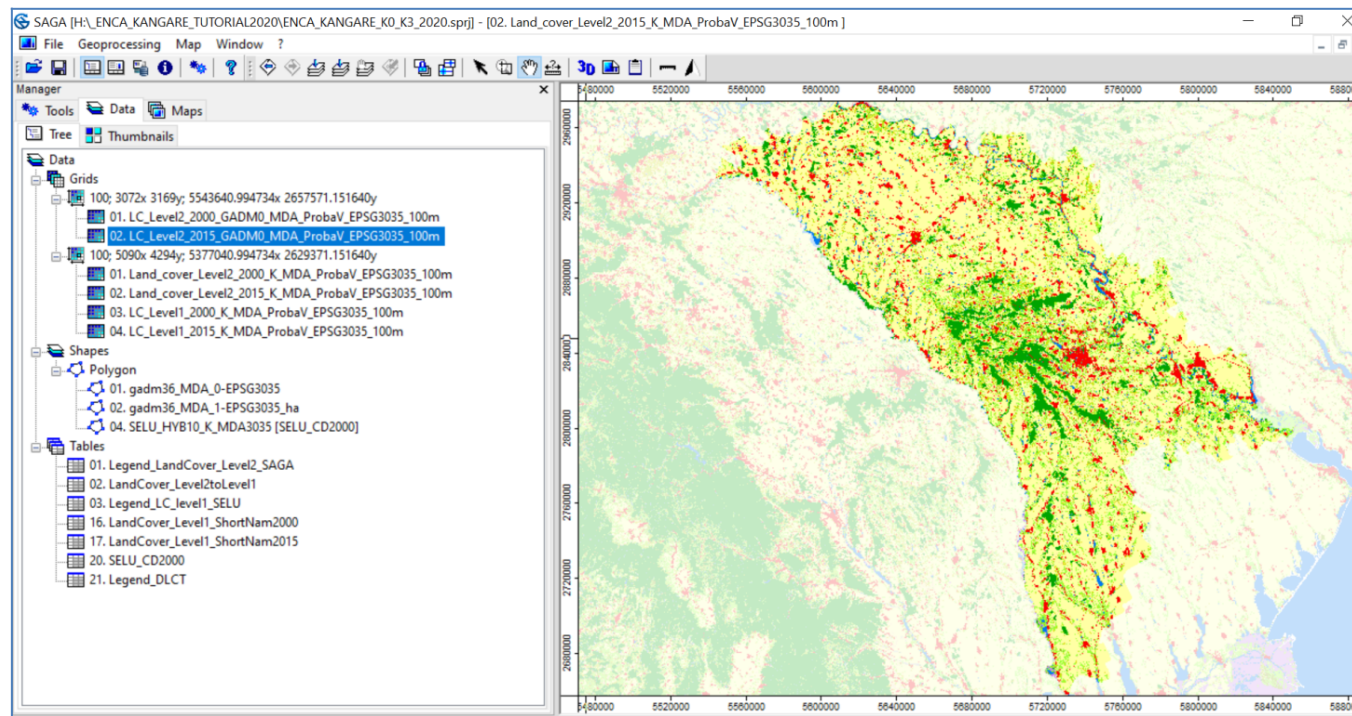 SAGA [H:\_ENCA_KANGARE_TUTORIAL2020\ENCA_KANGARE_K0_K3_2020.sprj] - [02. Land_cover_Level2_2015_K_MDA_ProbaV_EPSG3035_100m ]
File Geoprocessing Map Window ?
3D
Manager
Tools Data Maps
Tree Thumbnails
Data
Grids
100; 3072x 3169y; 5543640.994734x 2657571.151640y
01. LC_Level2_2000_GADM0_MDA_ProbaV_EPSG3035_100m
02. LC_Level2_2015_GADM0_MDA_ProbaV_EPSG3035_100m
100; 5090x 4294y; 5377040.994734x 2629371.151640y
01. Land_cover_Level2_2000_K_MDA_ProbaV_EPSG3035_100m
02. Land_cover_Level2_2015_K_MDA_ProbaV_EPSG3035_100m
03. LC_Level1_2000_K_MDA_ProbaV_EPSG3035_100m
04. LC_Level1_2015_K_MDA_ProbaV_EPSG3035_100m
Shapes
Polygon
01. gadm36_MDA_0-EPSG3035
02. gadm36_MDA_1-EPSG3035_ha
04. SELU_HYB10_K_MDA3035 [SELU_CD2000]
Tables
01. Legend_LandCover_Level2_SAGA
02. LandCover_Level2toLevel1
03. Legend_LC_level1_SELU
16. LandCover_Level1_ShortNam2000
17. LandCover_Level1_ShortNam2015
20. SELU_CD2000
21. Legend_DLCT
5480000 5520000 5560000 5600000 5640000 5680000 5720000 5760000 5800000 5840000
2960000
2920000
2880000
2840000
2800000
2760000
2720000
2680000
5480000 5520000 5560000 5600000 5640000 5680000 5720000 5760000 5800000 5840000